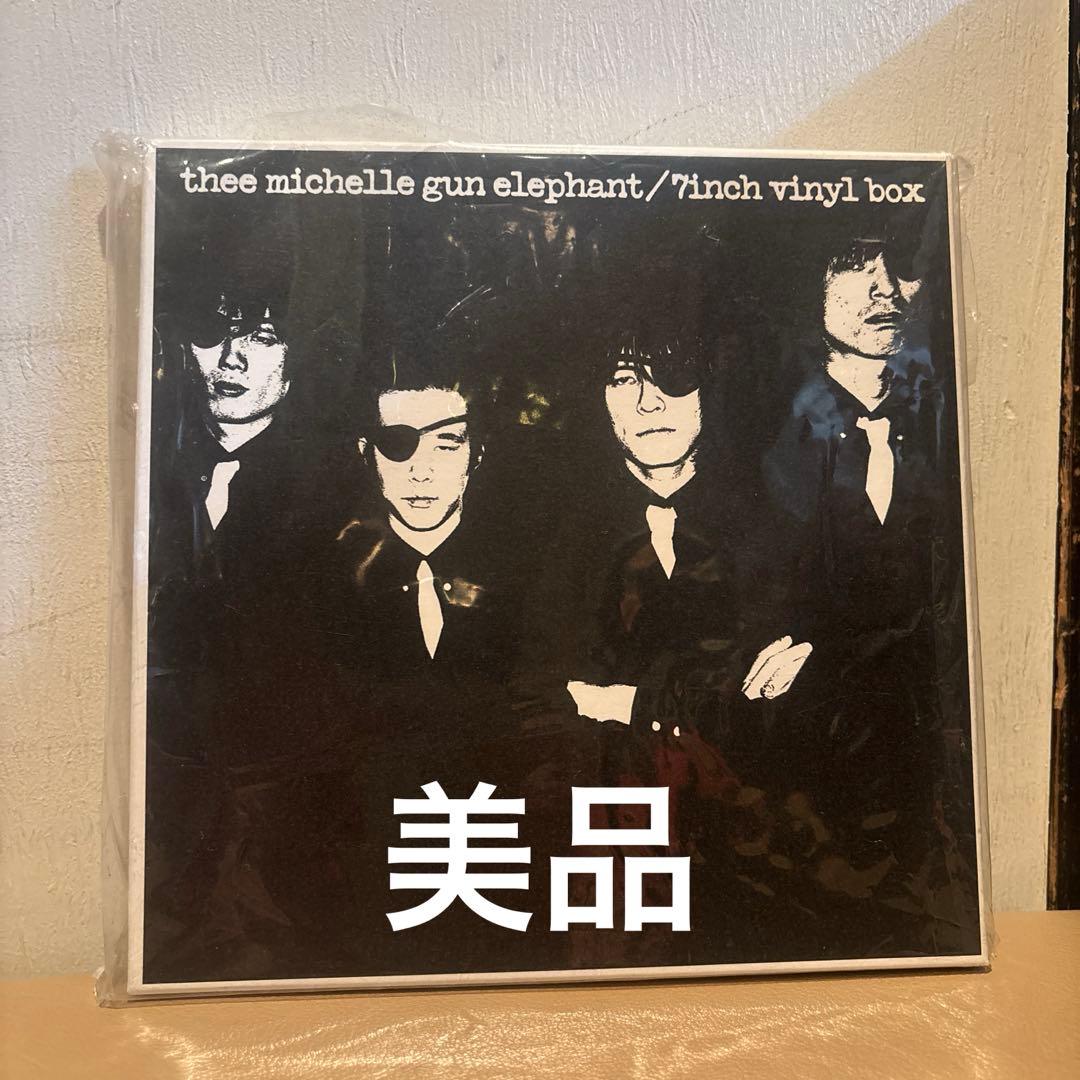 thee michelle gun elephant/7inch vinyl box
美品